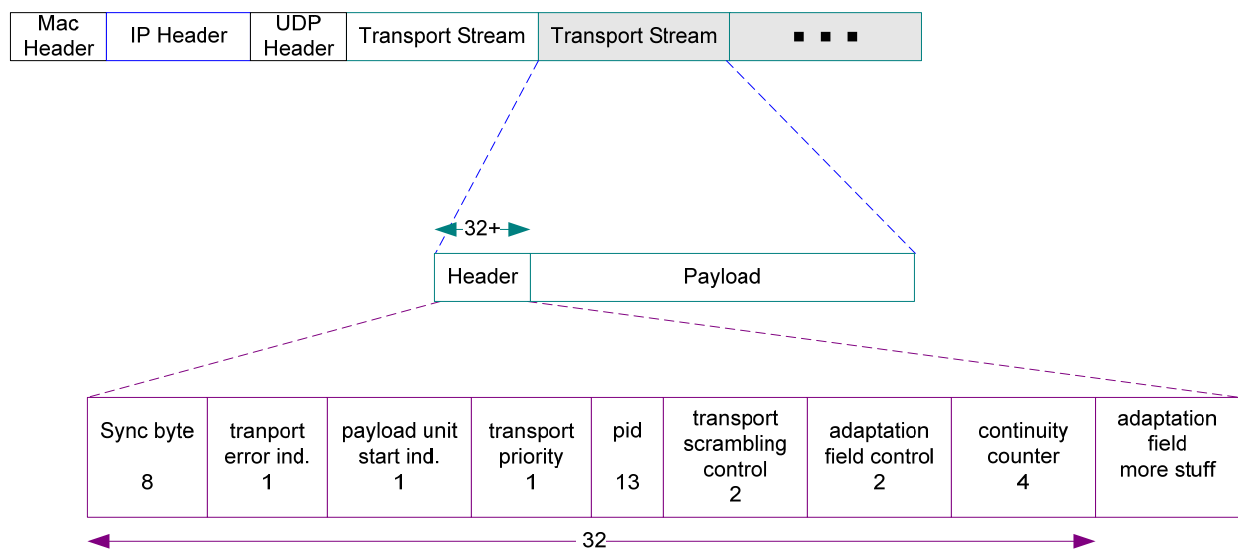 Mac
Header
IP Header
UDP
Header
Transport Stream
Transport Stream
32+
Header
Payload
Sync byte
8
tranport
error ind.
1
payload unit
start ind.
1
transport
priority
1
pid
13
transport
scrambling
control
2
adaptation
field control
2
continuity
counter
4
adaptation
field
more stuff
32